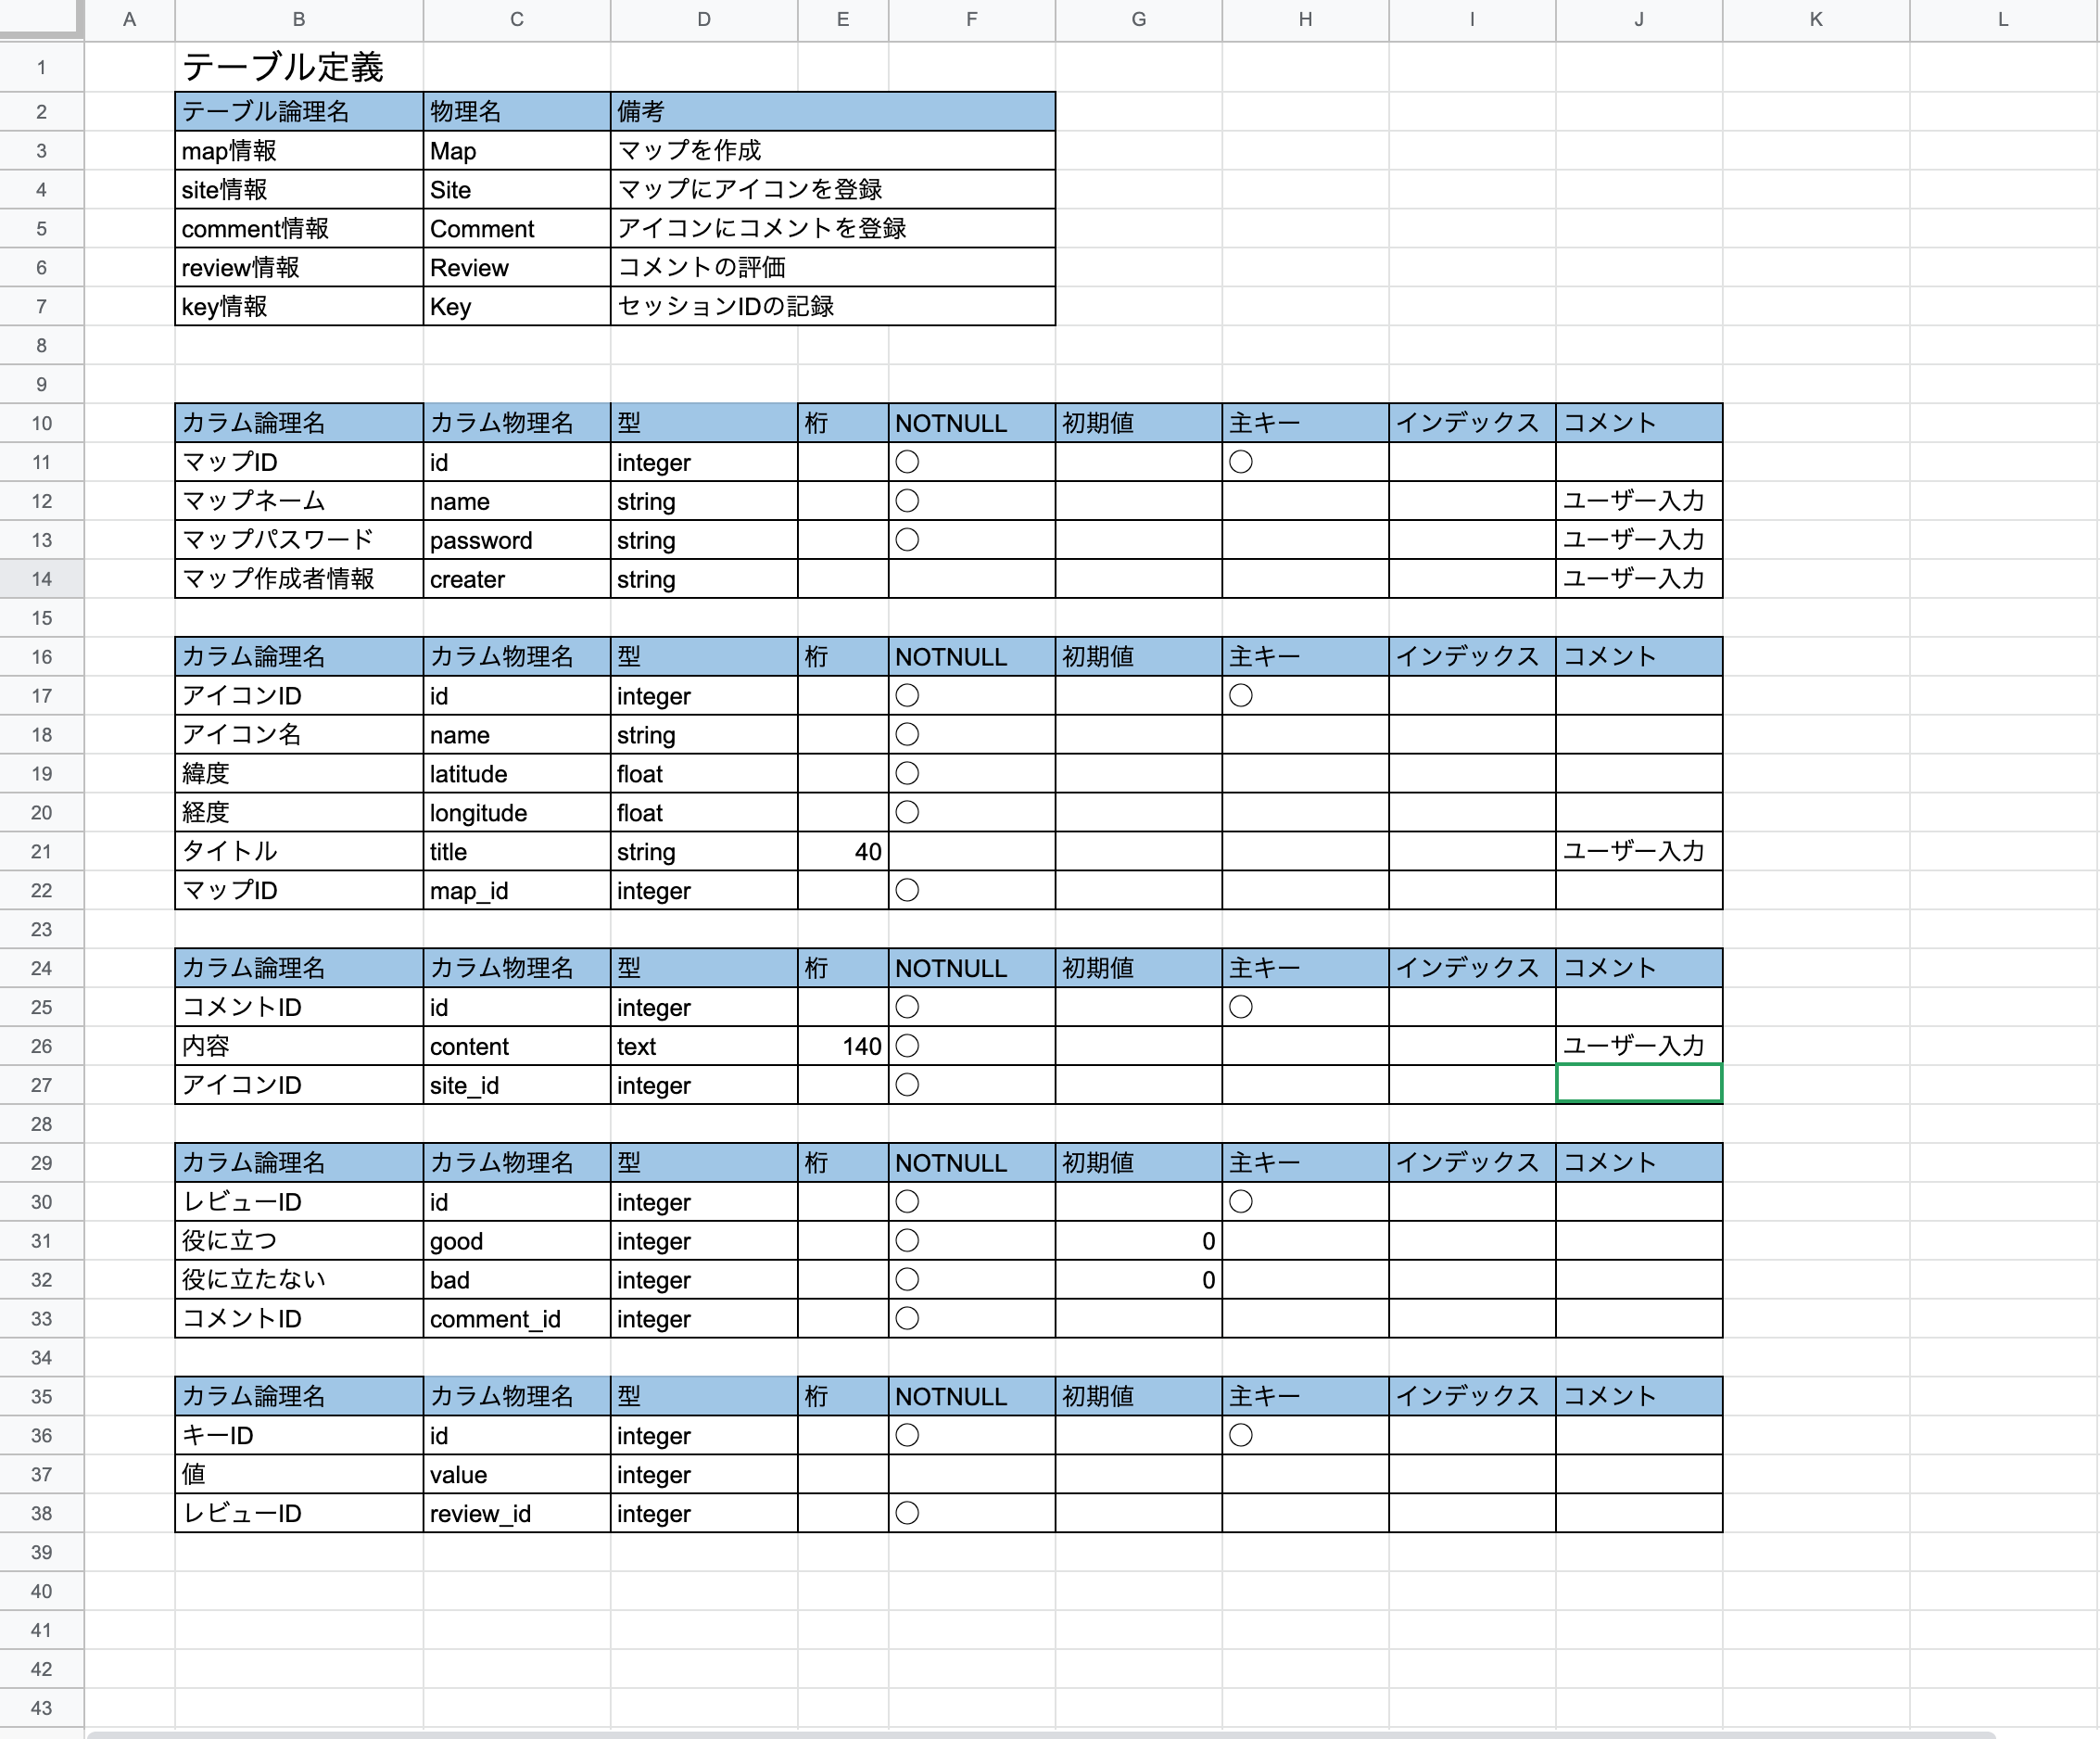 A B C D E F G H I J K L
1 テーブル定義
2 テーブル論理名 物理名 備考
3 map情報 Map マップを作成
4 site情報 Site マップにアイコンを登録
5 comment情報 Comment アイコンにコメントを登録
6 review情報 Review コメントの評価
7 key情報 Key セッションIDの記録
8
9
10 カラム論理名 カラム物理名 型 桁 NOTNULL 初期値 主キー インデックス コメント
11 マップID id integer ◯ ◯
12 マップネーム name string ◯ ユーザー入力
13 マップパスワード password string ◯ ユーザー入力
14 マップ作成者情報 creater string ユーザー入力
15
16 カラム論理名 カラム物理名 型 桁 NOTNULL 初期値 主キー インデックス コメント
17 アイコンID id integer ◯ ◯
18 アイコン名 name string ◯
19 緯度 latitude float ◯
20 経度 longitude float ◯
21 タイトル title string 40 ユーザー入力
22 マップID map_id integer ◯
23
24 カラム論理名 カラム物理名 型 桁 NOTNULL 初期値 主キー インデックス コメント
25 コメントID id integer ◯ ◯
26 内容 content text 140 ◯ ユーザー入力
27 アイコンID site_id integer ◯
28
29 カラム論理名 カラム物理名 型 桁 NOTNULL 初期値 主キー インデックス コメント
30 レビューID id integer ◯ ◯
31 役に立つ good integer ◯ 0
32 役に立たない bad integer ◯ 0
33 コメントID comment_id integer ◯
34
35 カラム論理名 カラム物理名 型 桁 NOTNULL 初期値 主キー インデックス コメント
36 キーID id integer ◯ ◯
37 値 value integer
38 レビューID review_id integer ◯
39
40
41
42
43